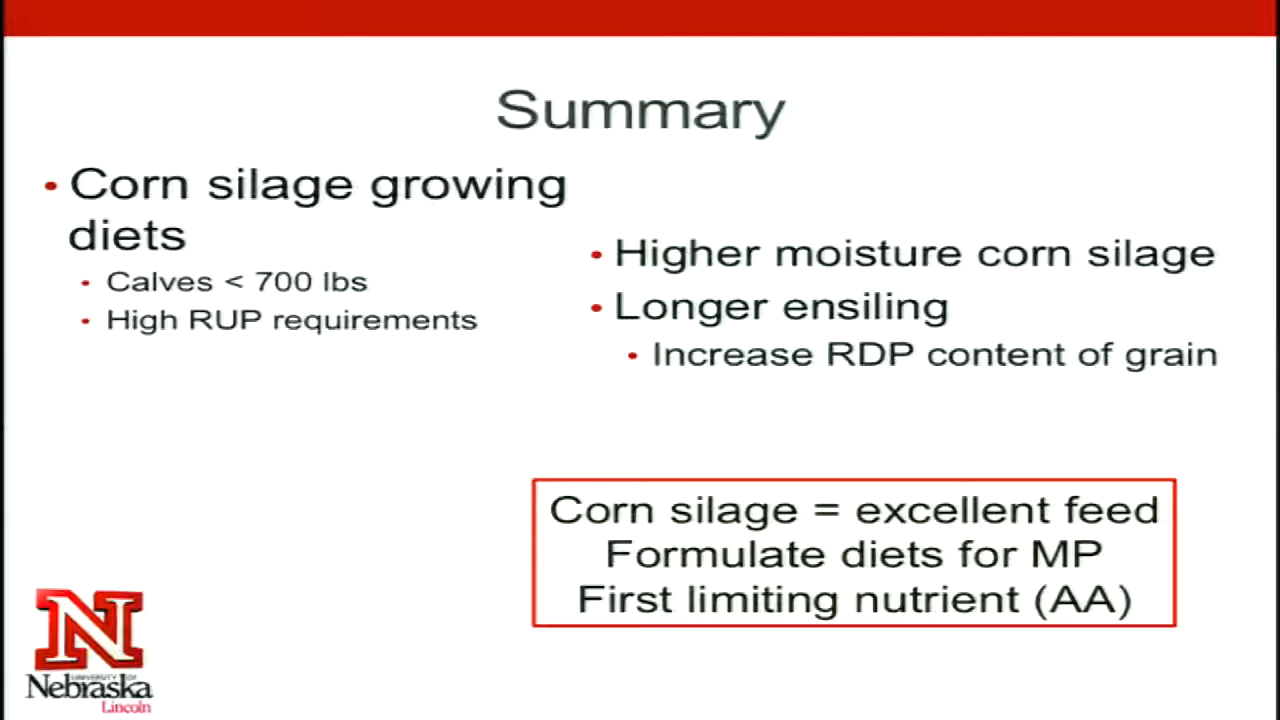 Summary
• Corn silage growing
diets
• Calves < 700 lbs
• High RUP requirements
• Higher moisture corn silage
• Longer ensiling
• Increase RDP content of grain
Corn silage = excellent feed
Formulate diets for MP
First limiting nutrient (AA)
N
UNIVERSITY OF
Nebraska
Lincoln